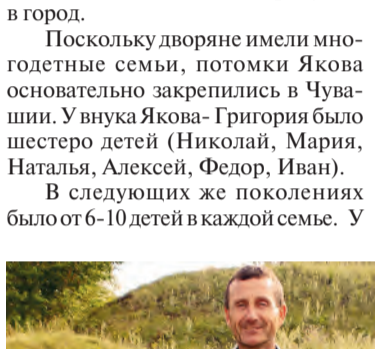 в город.
Поскольку дворяне имели мно-
годетные семьи, потомки Якова
основательно закрепились в Чува-
шии. У внука Якова- Григория было
шестеро детей (Николай, Мария,
Наталья, Алексей, Федор, Иван).
В следующих же поколениях
было от 6-10 детей в каждой семье. У